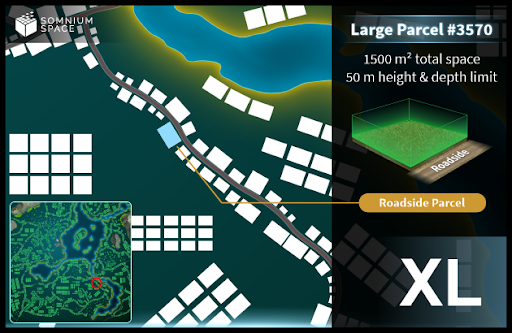 SOMNIUM
SPACE
Large Parcel #3570
1500 m² total space
50 m height & depth limit
Roadside
Roadside Parcel
XL